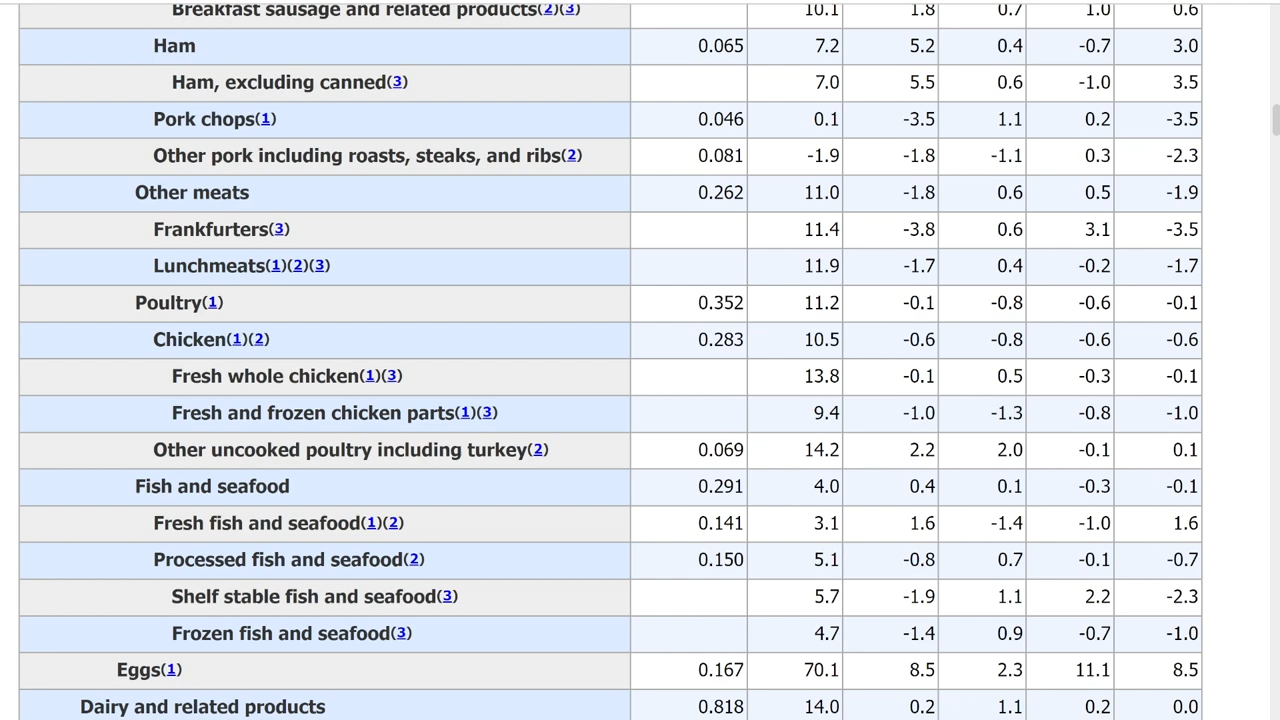 Breakfast sausage and related products(2)(3) 10.1 1.8 0.7 1.0 0.6
Ham 0.065 7.2 5.2 0.4 -0.7 3.0
Ham, excluding canned(3) 7.0 5.5 0.6 -1.0 3.5
Pork chops(1) 0.046 0.1 -3.5 1.1 0.2 -3.5
Other pork including roasts, steaks, and ribs(2) 0.081 -1.9 -1.8 -1.1 0.3 -2.3
Other meats 0.262 11.0 -1.8 0.6 0.5 -1.9
Frankfurters(3) 11.4 -3.8 0.6 3.1 -3.5
Lunchmeats(1)(2)(3) 11.9 -1.7 0.4 -0.2 -1.7
Poultry(1) 0.352 11.2 -0.1 -0.8 -0.6 -0.1
Chicken(1)(2) 0.283 10.5 -0.6 -0.8 -0.6 -0.6
Fresh whole chicken(1)(3) 13.8 -0.1 0.5 -0.3 -0.1
Fresh and frozen chicken parts(1)(3) 9.4 -1.0 -1.3 -0.8 -1.0
Other uncooked poultry including turkey(2) 0.069 14.2 2.2 2.0 -0.1 0.1
Fish and seafood 0.291 4.0 0.4 0.1 -0.3 -0.1
Fresh fish and seafood(1)(2) 0.141 3.1 1.6 -1.4 -1.0 1.6
Processed fish and seafood(2) 0.150 5.1 -0.8 0.7 -0.1 -0.7
Shelf stable fish and seafood(3) 5.7 -1.9 1.1 2.2 -2.3
Frozen fish and seafood(3) 4.7 -1.4 0.9 -0.7 -1.0
Eggs(1) 0.167 70.1 8.5 2.3 11.1 8.5
Dairy and related products 0.818 14.0 0.2 1.1 0.2 0.0